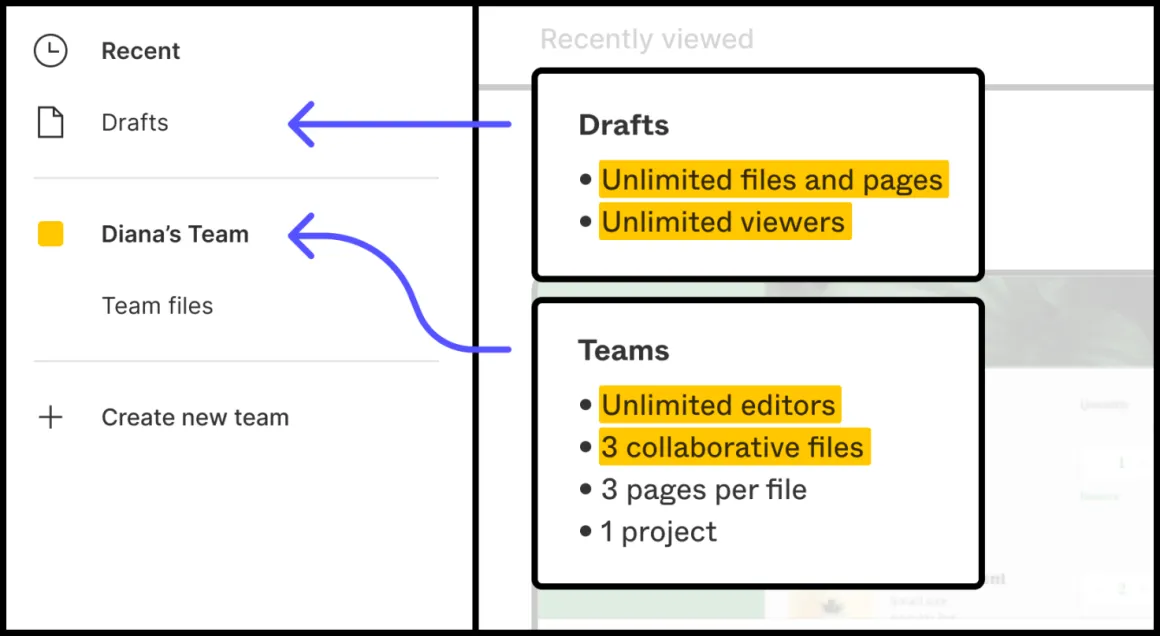 Recent
Drafts
Diana’s Team
Team files
Create new team
Recently viewed
Drafts
• Unlimited files and pages
• Unlimited viewers
Teams
• Unlimited editors
• 3 collaborative files
• 3 pages per file
• 1 project